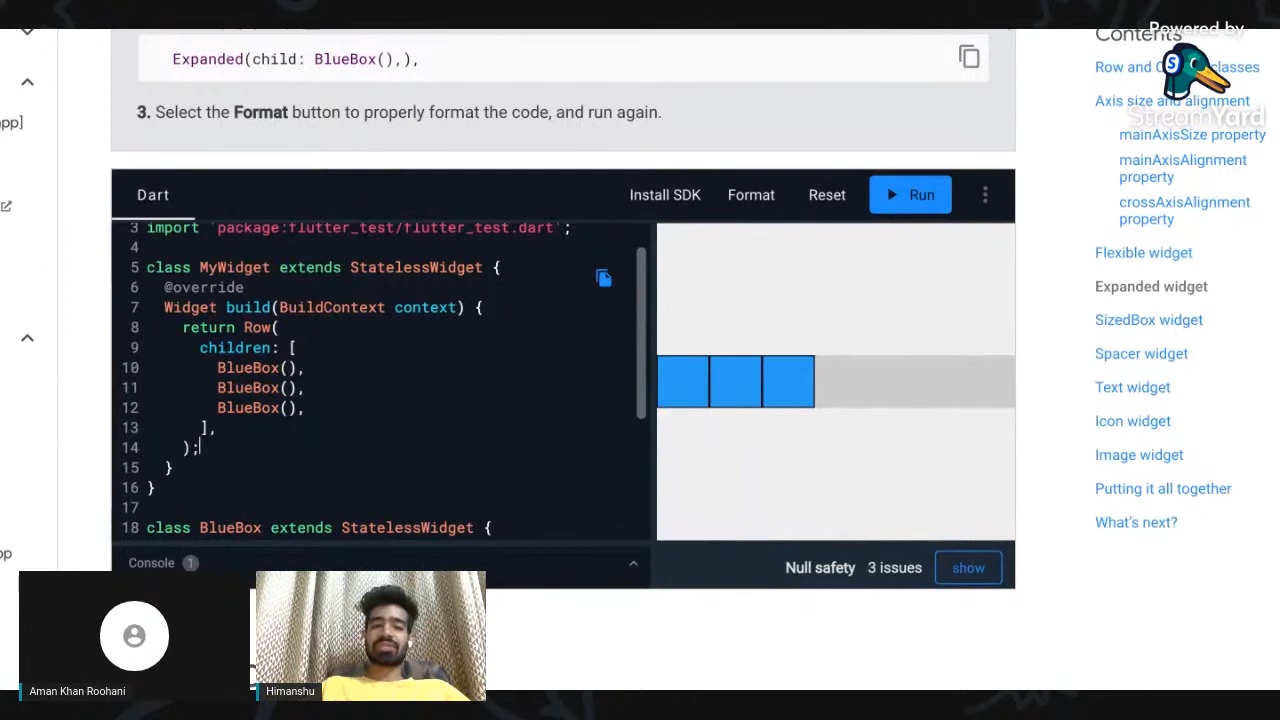 Powered by
StreamYard
Expanded(child: BlueBox(),),
3. Select the Format button to properly format the code, and run again.
app]
Dart
Install SDK
Format
Reset
Run
3 import 'package:flutter_test/flutter_test.dart';
4
5 class MyWidget extends StatelessWidget {
6 @override
7 Widget build(BuildContext context) {
8 return Row(
9 children: [
10 BlueBox(),
11 BlueBox(),
12 BlueBox(),
13 ],
14 );
15 }
16 }
17
18 class BlueBox extends StatelessWidget {
Console 1
Null safety 3 issues show
Contents
Row and Column classes
Axis size and alignment
mainAxisSize property
mainAxisAlignment
property
crossAxisAlignment
property
Flexible widget
Expanded widget
SizedBox widget
Spacer widget
Text widget
Icon widget
Image widget
Putting it all together
What's next?
Aman Khan Roohani
Himanshu